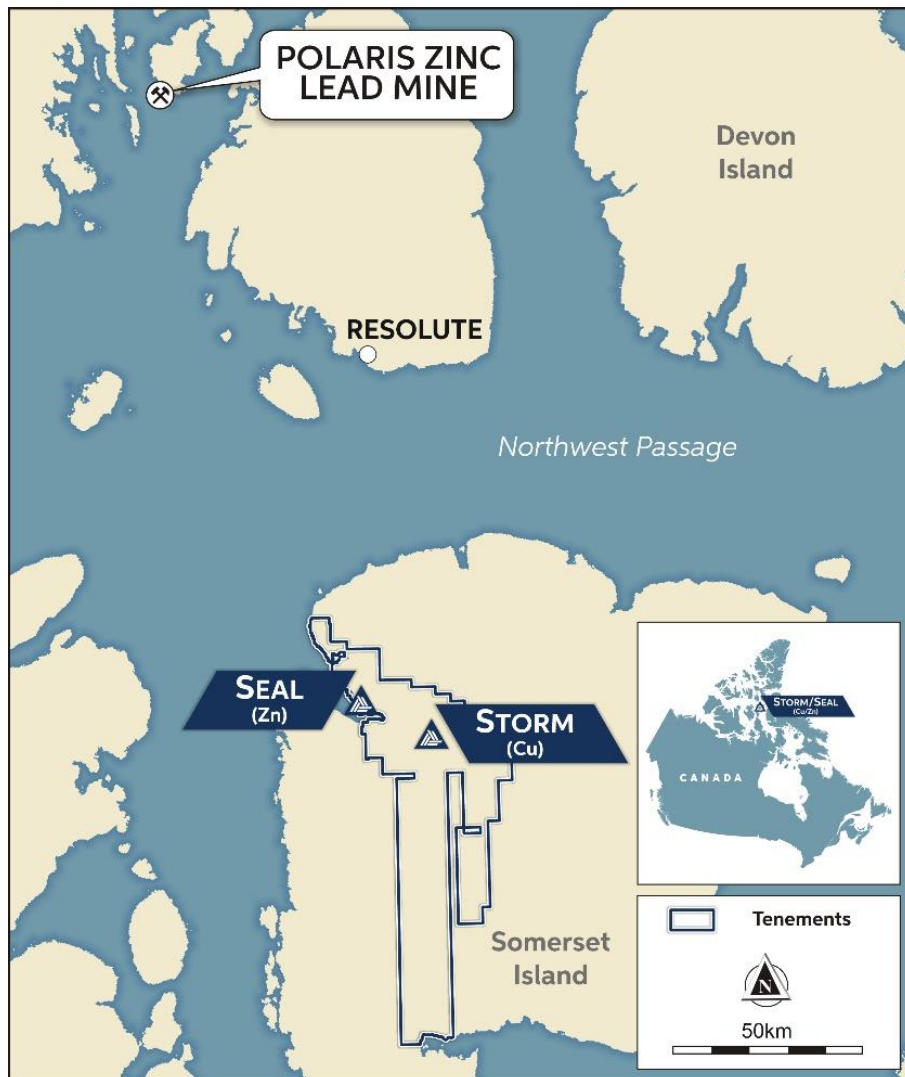 POLARIS ZINC
LEAD MINE
Devon
Island
RESOLUTE
Northwest Passage
SEAL
(Zn)
STORM
(Cu)
STORM/SEAL
(Cu/Zn)
CANADA
Somerset
Island
Tenements
N
50km